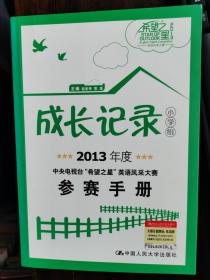 希望之星
主编
成长记录
小学组
2013年度
中央电视台“希望之星”英语风采大赛
参赛手册
中国人民大学出版社